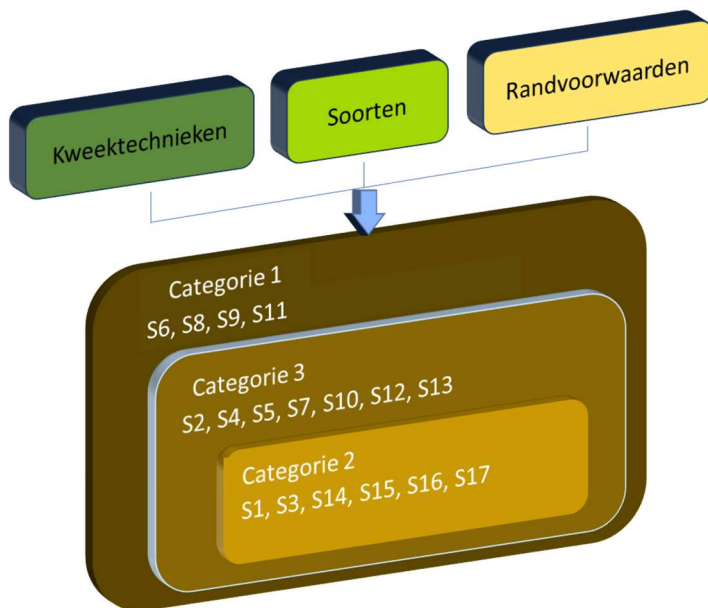 Kweektechnieken
Soorten
Randvoorwaarden
Categorie 1
S6, S8, S9, S11
Categorie 3
S2, S4, S5, S7, S10, S12, S13
Categorie 2
S1, S3, S14, S15, S16, S17